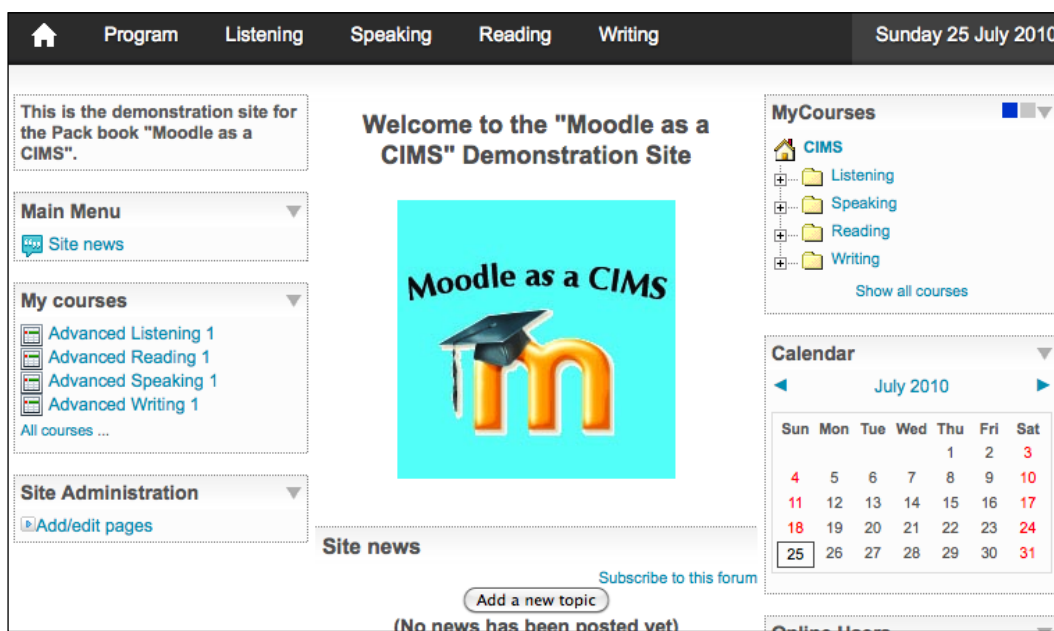 Program Listening Speaking Reading Writing Sunday 25 July 2010
This is the demonstration site for
the Pack book "Moodle as a
CIMS".
Main Menu
Site news
My courses
Advanced Listening 1
Advanced Reading 1
Advanced Speaking 1
Advanced Writing 1
All courses ...
Site Administration
Add/edit pages
Welcome to the "Moodle as a
CIMS" Demonstration Site
Moodle as a CIMS
m
Site news
Subscribe to this forum
Add a new topic
(No news has been posted yet)
MyCourses
CIMS
Listening
Speaking
Reading
Writing
Show all courses
Calendar
July 2010
Sun Mon Tue Wed Thu Fri Sat
1 2 3
4 5 6 7 8 9 10
11 12 13 14 15 16 17
18 19 20 21 22 23 24
25 26 27 28 29 30 31
Online Users